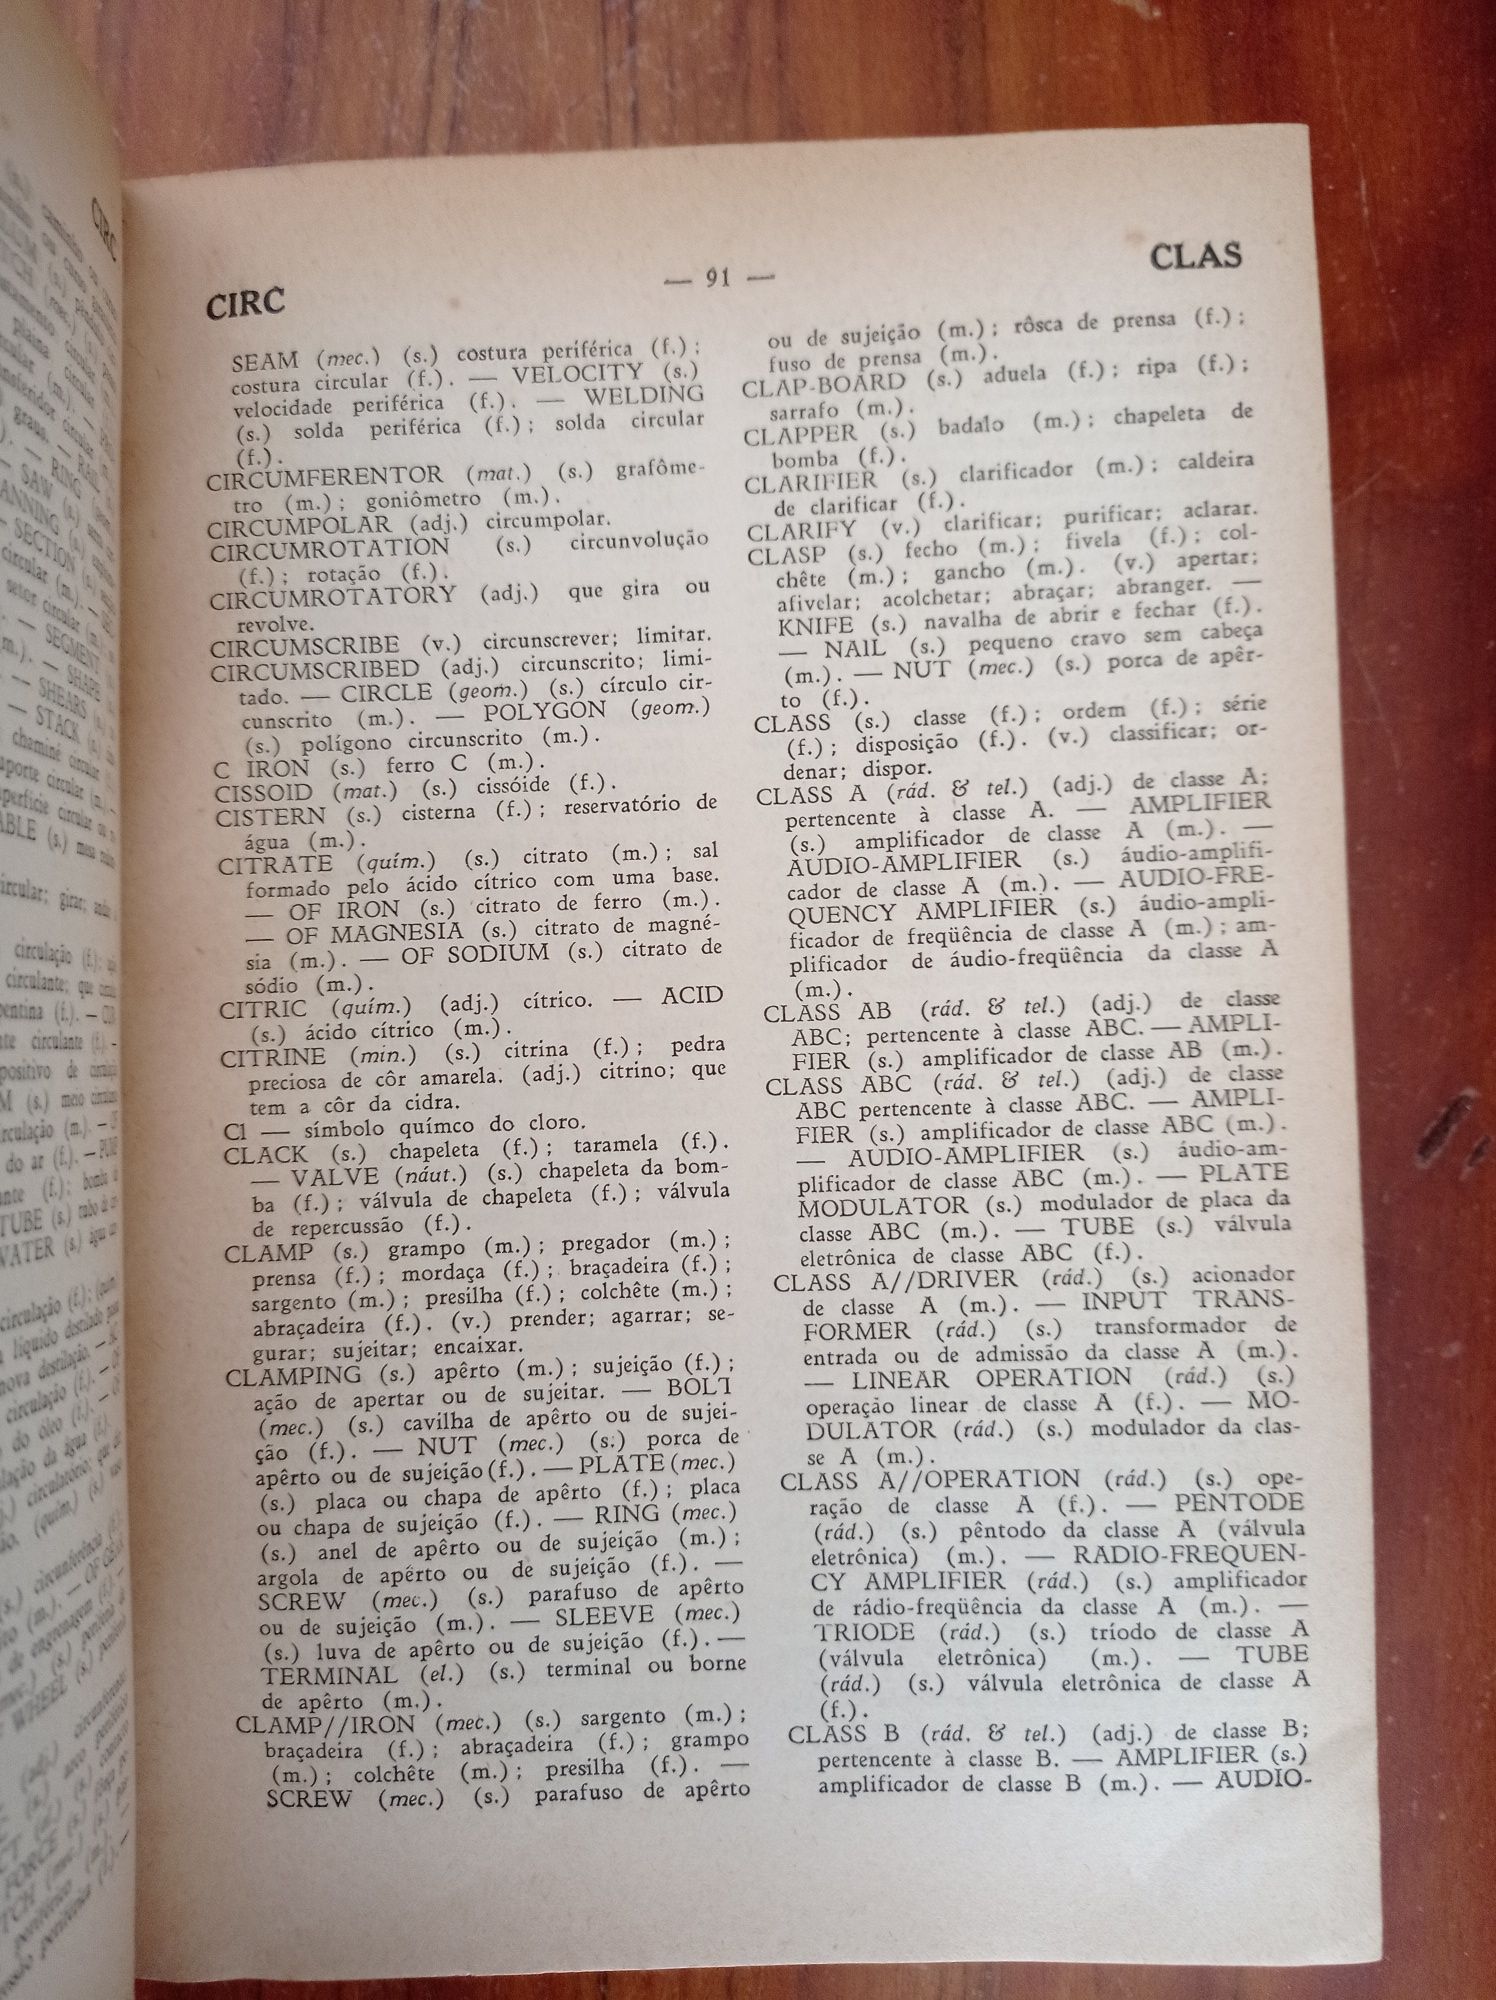 CIRC
— 91 —
CLAS
SEAM (mec.) (s.) costura periférica (f.);
costura circular (f.). — VELOCITY (s.)
velocidade periférica (f.). — WELDING
(s.) solda periférica (f.); solda circular
(f.).
CIRCUMFERENTOR (mat.) (s.) grafôme-
tro (m.); goniômetro (m.).
CIRCUMPOLAR (adj.) circumpolar.
CIRCUMROTATION (s.) circunvolução
(f.); rotação (f.).
CIRCUMROTATORY (adj.) que gira ou
revolve.
CIRCUMSCRIBE (v.) circunscrever; limitar.
CIRCUMSCRIBED (adj.) circunscrito; limi-
tado. — CIRCLE (geom.) (s.) círculo cir-
cunscrito (m.). — POLYGON (geom.)
(s.) polígono circunscrito (m.).
C IRON (s.) ferro C (m.).
CISSOID (mat.) (s.) cissóide (f.).
CISTERN (s.) cisterna (f.); reservatório de
água (m.).
CITRATE (quím.) (s.) citrato (m.); sal
formado pelo ácido cítrico com uma base.
— OF IRON (s.) citrato de ferro (m.).
— OF MAGNESIA (s.) citrato de magné-
sia (m.). — OF SODIUM (s.) citrato de
sódio (m.).
CITRIC (quím.) (adj.) cítrico. — ACID
(s.) ácido cítrico (m.).
CITRINE (min.) (s.) citrina (f.); pedra
preciosa de côr amarela. (adj.) citrino; que
tem a côr da cidra.
Cl — símbolo químco do cloro.
CLACK (s.) chapeleta (f.); taramela (f.).
— VALVE (náut.) (s.) chapeleta da bom-
ba (f.); válvula de chapeleta (f.); válvula
de repercussão (f.).
CLAMP (s.) grampo (m.); pregador (m.);
prensa (f.); mordaça (f.); braçadeira (f.);
sargento (m.); presilha (f.); colchête (m.);
abraçadeira (f.). (v.) prender; agarrar; se-
gurar; sujeitar; encaixar.
CLAMPING (s.) apêrto (m.); sujeição (f.);
ação de apertar ou de sujeitar. — BOLT
(mec.) (s.) cavilha de apêrto ou de sujei-
ção (f.). — NUT (mec.) (s.) porca de
apêrto ou de sujeição (f.). — PLATE (mec.)
(s.) placa ou chapa de apêrto (f.); placa
ou chapa de sujeição (f.). — RING (mec.)
(s.) anel de apêrto ou de sujeição (m.);
argola de apêrto ou de sujeição (f.). —
SCREW (mec.) (s.) parafuso de apêrto
ou de sujeição (m.). — SLEEVE (mec.)
(s.) luva de apêrto ou de sujeição (f.). —
TERMINAL (el.) (s.) terminal ou borne
de apêrto (m.).
CLAMP//IRON (mec.) (s.) sargento (m.);
braçadeira (f.); abraçadeira (f.); grampo
(m.); colchête (m.); presilha (f.). —
SCREW (mec.) (s.) parafuso de apêrto
ou de sujeição (m.); rôsca de prensa (f.);
fuso de prensa (m.).
CLAP-BOARD (s.) aduela (f.); ripa (f.);
sarrafo (m.).
CLAPPER (s.) badalo (m.); chapeleta de
bomba (f.).
CLARIFIER (s.) clarificador (m.); caldeira
de clarificar (f.).
CLARIFY (v.) clarificar; purificar; aclarar.
CLASP (s.) fecho (m.); fivela (f.); col-
chête (m.); gancho (m.). (v.) apertar;
afivelar; acolchetar; abraçar; abranger. —
KNIFE (s.) navalha de abrir e fechar (f.).
— NAIL (s.) pequeno cravo sem cabeça
(m.). — NUT (mec.) (s.) porca de apêr-
to (f.).
CLASS (s.) classe (f.); ordem (f.); série
(f.); disposição (f.). (v.) classificar; or-
denar; dispor.
CLASS A (rád. & tel.) (adj.) de classe A;
pertencente à classe A. — AMPLIFIER
(s.) amplificador de classe A (m.). —
AUDIO-AMPLIFIER (s.) áudio-amplifi-
cador de classe A (m.). — AUDIO-FRE-
QUENCY AMPLIFIER (s.) áudio-ampli-
ficador de freqüência de classe A (m.); am-
plificador de áudio-freqüência da classe A
(m.).
CLASS AB (rád. & tel.) (adj.) de classe
ABC; pertencente à classe ABC. — AMPLI-
FIER (s.) amplificador de classe AB (m.).
CLASS ABC (rád. & tel.) (adj.) de classe
ABC pertencente à classe ABC. — AMPLI-
FIER (s.) amplificador de classe ABC (m.).
— AUDIO-AMPLIFIER (s.) áudio-am-
plificador de classe ABC (m.). — PLATE
MODULATOR (s.) modulador de placa da
classe ABC (m.). — TUBE (s.) válvula
eletrônica de classe ABC (f.).
CLASS A//DRIVER (rád.) (s.) acionador
de classe A (m.). — INPUT TRANS-
FORMER (rád.) (s.) transformador de
entrada ou de admissão da classe A (m.).
— LINEAR OPERATION (rád.) (s.)
operação linear de classe A (f.). — MO-
DULATOR (rád.) (s.) modulador da clas-
se A (m.).
CLASS A//OPERATION (rád.) (s.) ope-
ração de classe A (f.). — PENTODE
(rád.) (s.) pêntodo da classe A (válvula
eletrônica) (m.). — RADIO-FREQUEN-
CY AMPLIFIER (rád.) (s.) amplificador
de rádio-freqüência da classe A (m.). —
TRIODE (rád.) (s.) tríodo de classe A
(válvula eletrônica) (m.). — TUBE
(rád.) (s.) válvula eletrônica de classe A
(f.).
CLASS B (rád. & tel.) (adj.) de classe B;
pertencente à classe B. — AMPLIFIER (s.)
amplificador de classe B (m.). — AUDIO-